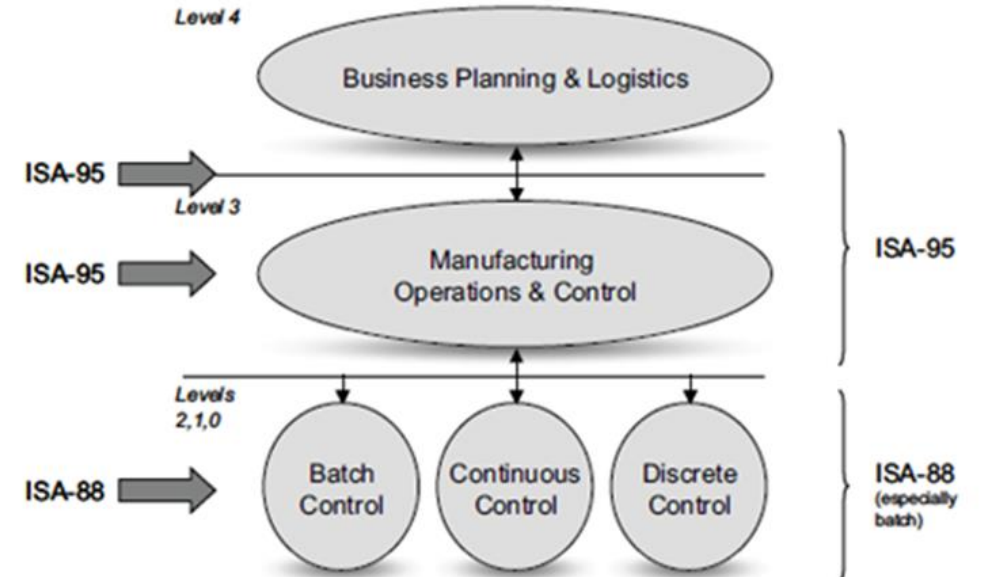 Level 4
Business Planning & Logistics
ISA-95
Level 3
ISA-95
Manufacturing
Operations & Control
ISA-95
Levels
2,1,0
ISA-88
Batch
Control
Continuous
Control
Discrete
Control
ISA-88
(especially
batch)